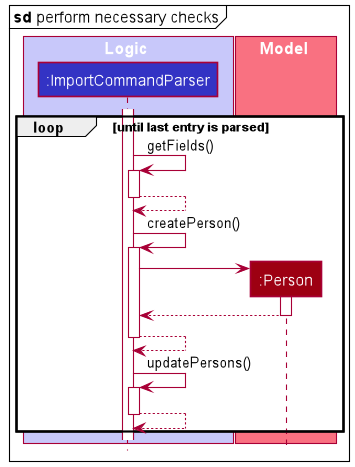 sd perform necessary checks
Logic
Model
:ImportCommandParser
loop
[until last entry is parsed]
getFields()
createPerson()
:Person
updatePersons()